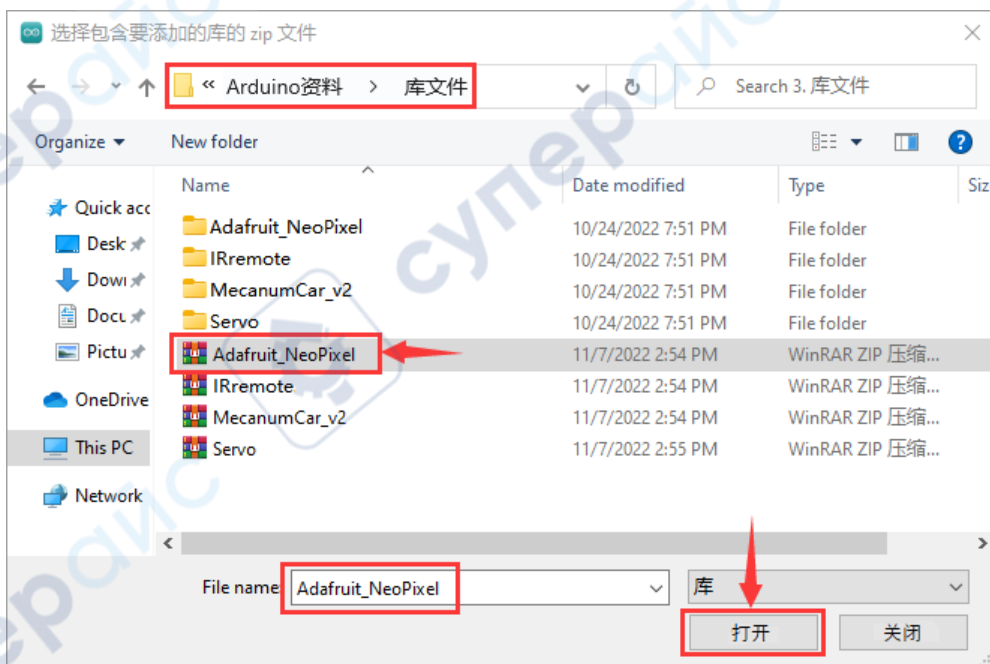 选择包含要添加的库的 zip 文件
« Arduino资料 > 库文件
Search 3. 库文件
Organize
New folder
Name Date modified Type Siz
Quick acc
Desk
Dowi
Docu
Pictu
OneDrive
This PC
Network
Adafruit_NeoPixel 10/24/2022 7:51 PM File folder
IRremote 10/24/2022 7:51 PM File folder
MecanumCar_v2 10/24/2022 7:51 PM File folder
Servo 10/24/2022 7:51 PM File folder
Adafruit_NeoPixel 11/7/2022 2:54 PM WinRAR ZIP 压缩...
IRremote 11/7/2022 2:54 PM WinRAR ZIP 压缩...
MecanumCar_v2 11/7/2022 2:54 PM WinRAR ZIP 压缩...
Servo 11/7/2022 2:55 PM WinRAR ZIP 压缩...
File name: Adafruit_NeoPixel 库
打开 关闭
суперайс